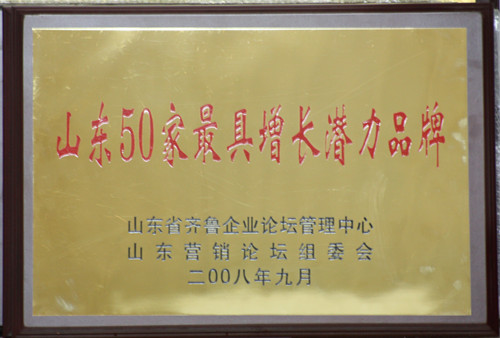 山东50家最具增长潜力品牌
山东省齐鲁企业论坛管理中心
山东营销论坛组委会
二00八年九月